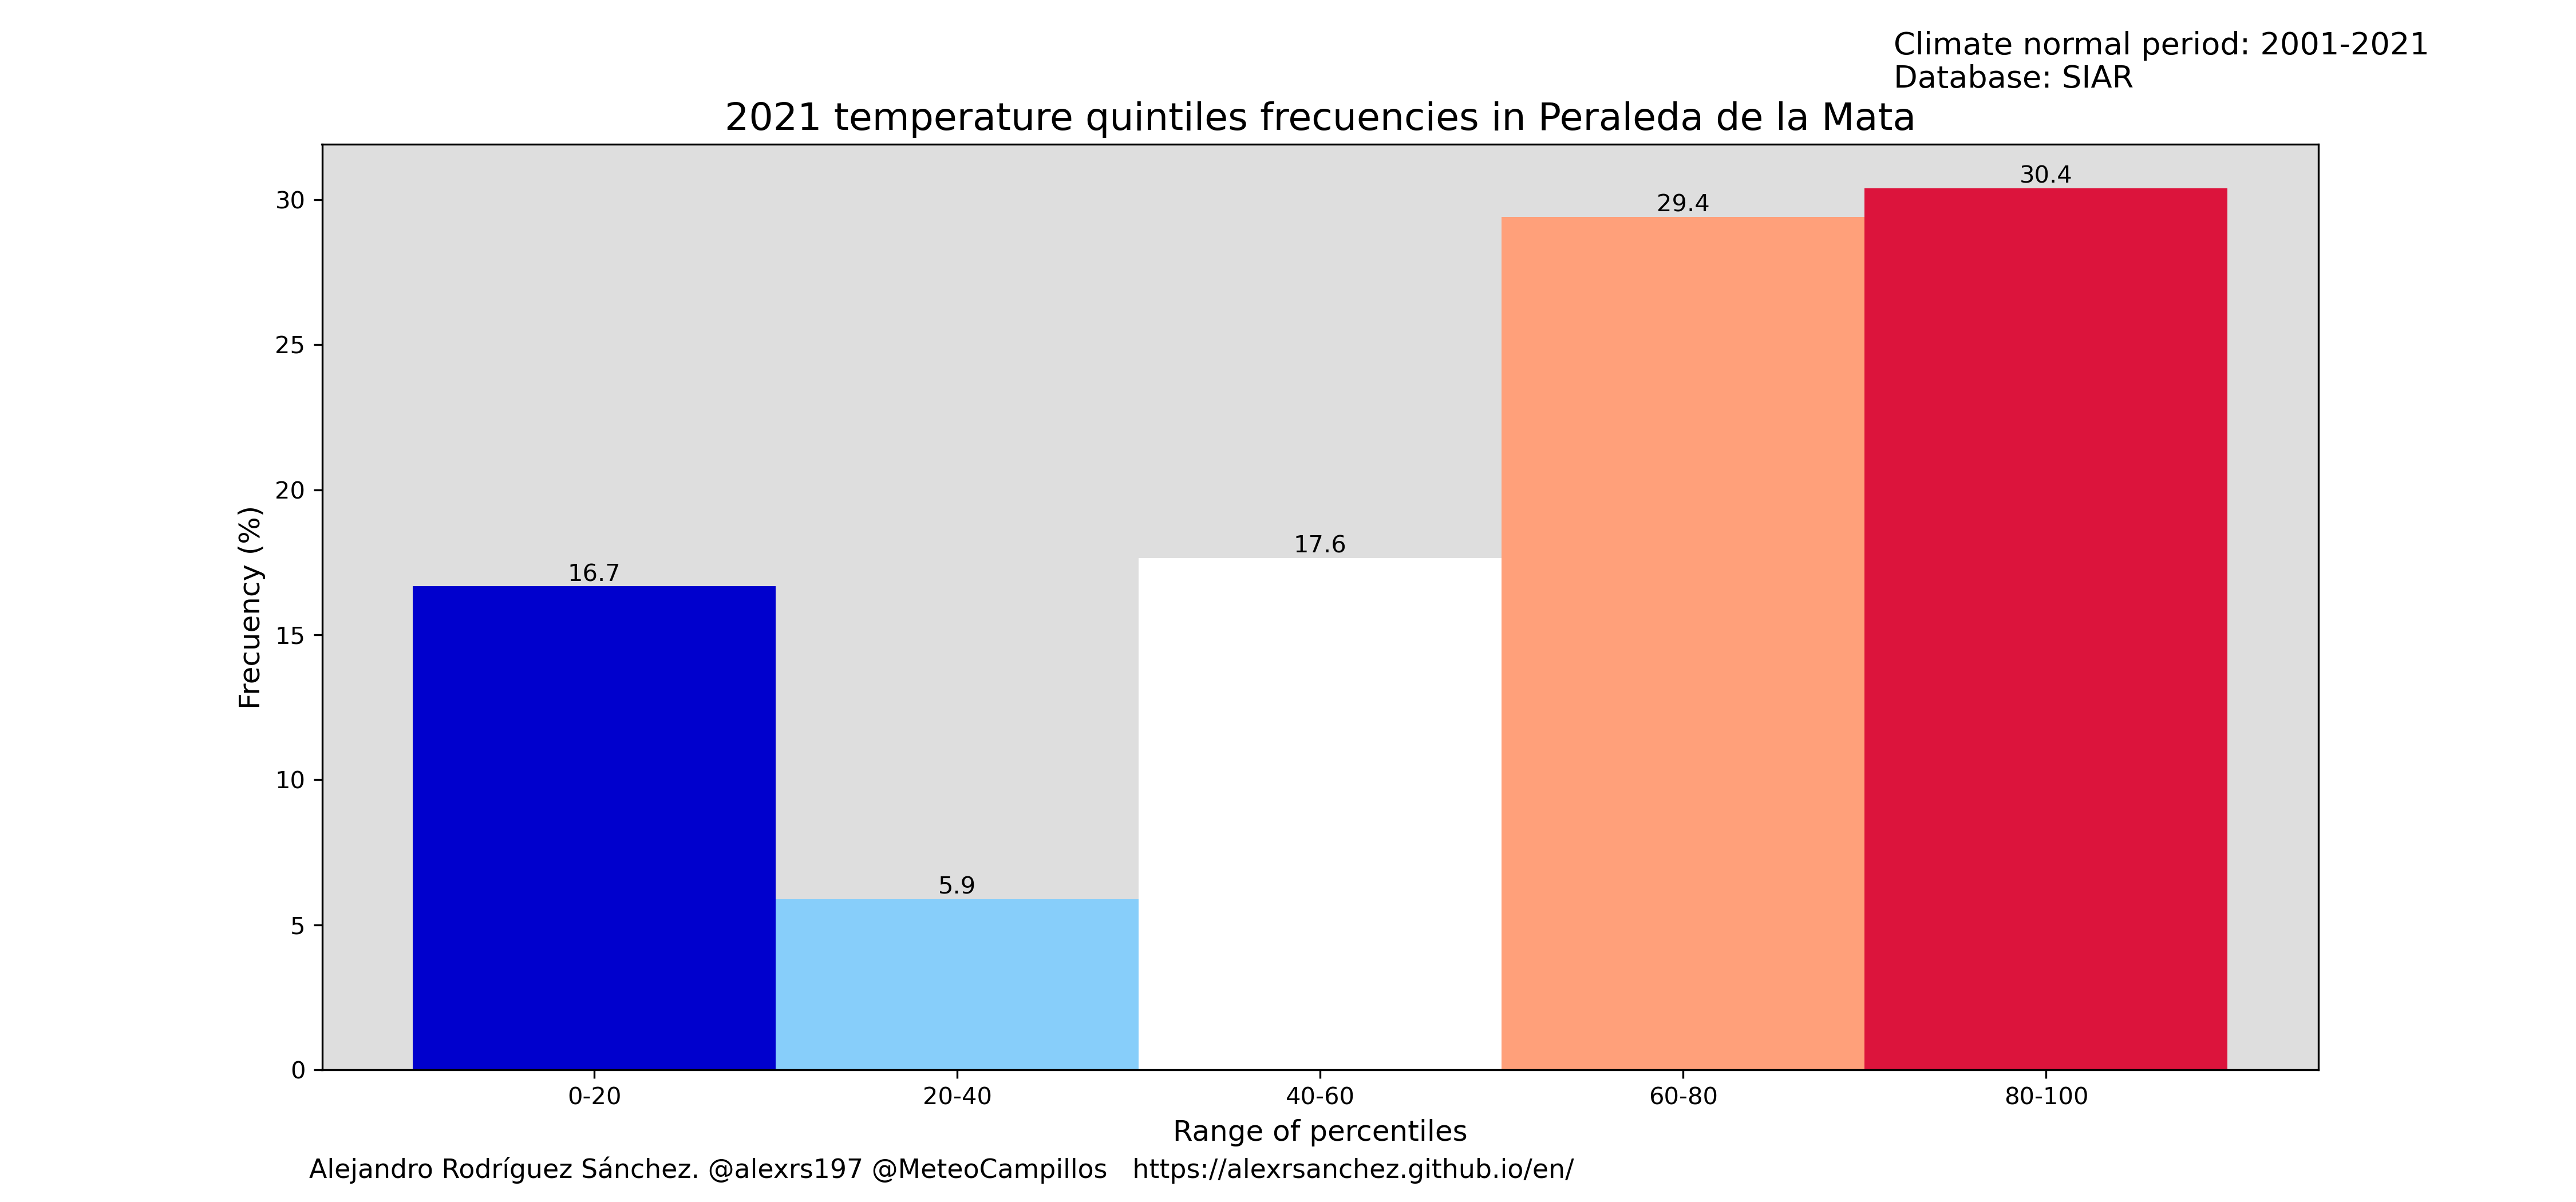 Climate normal period: 2001-2021
Database: SIAR
2021 temperature quintiles frecuencies in Peraleda de la Mata
Frecuency (%)
30
25
20
15
10
5
0
16.7
5.9
17.6
29.4
30.4
0-20
20-40
40-60
60-80
80-100
Range of percentiles
Alejandro Rodríguez Sánchez. @alexrs197 @MeteoCampillos   https://alexrsanchez.github.io/en/